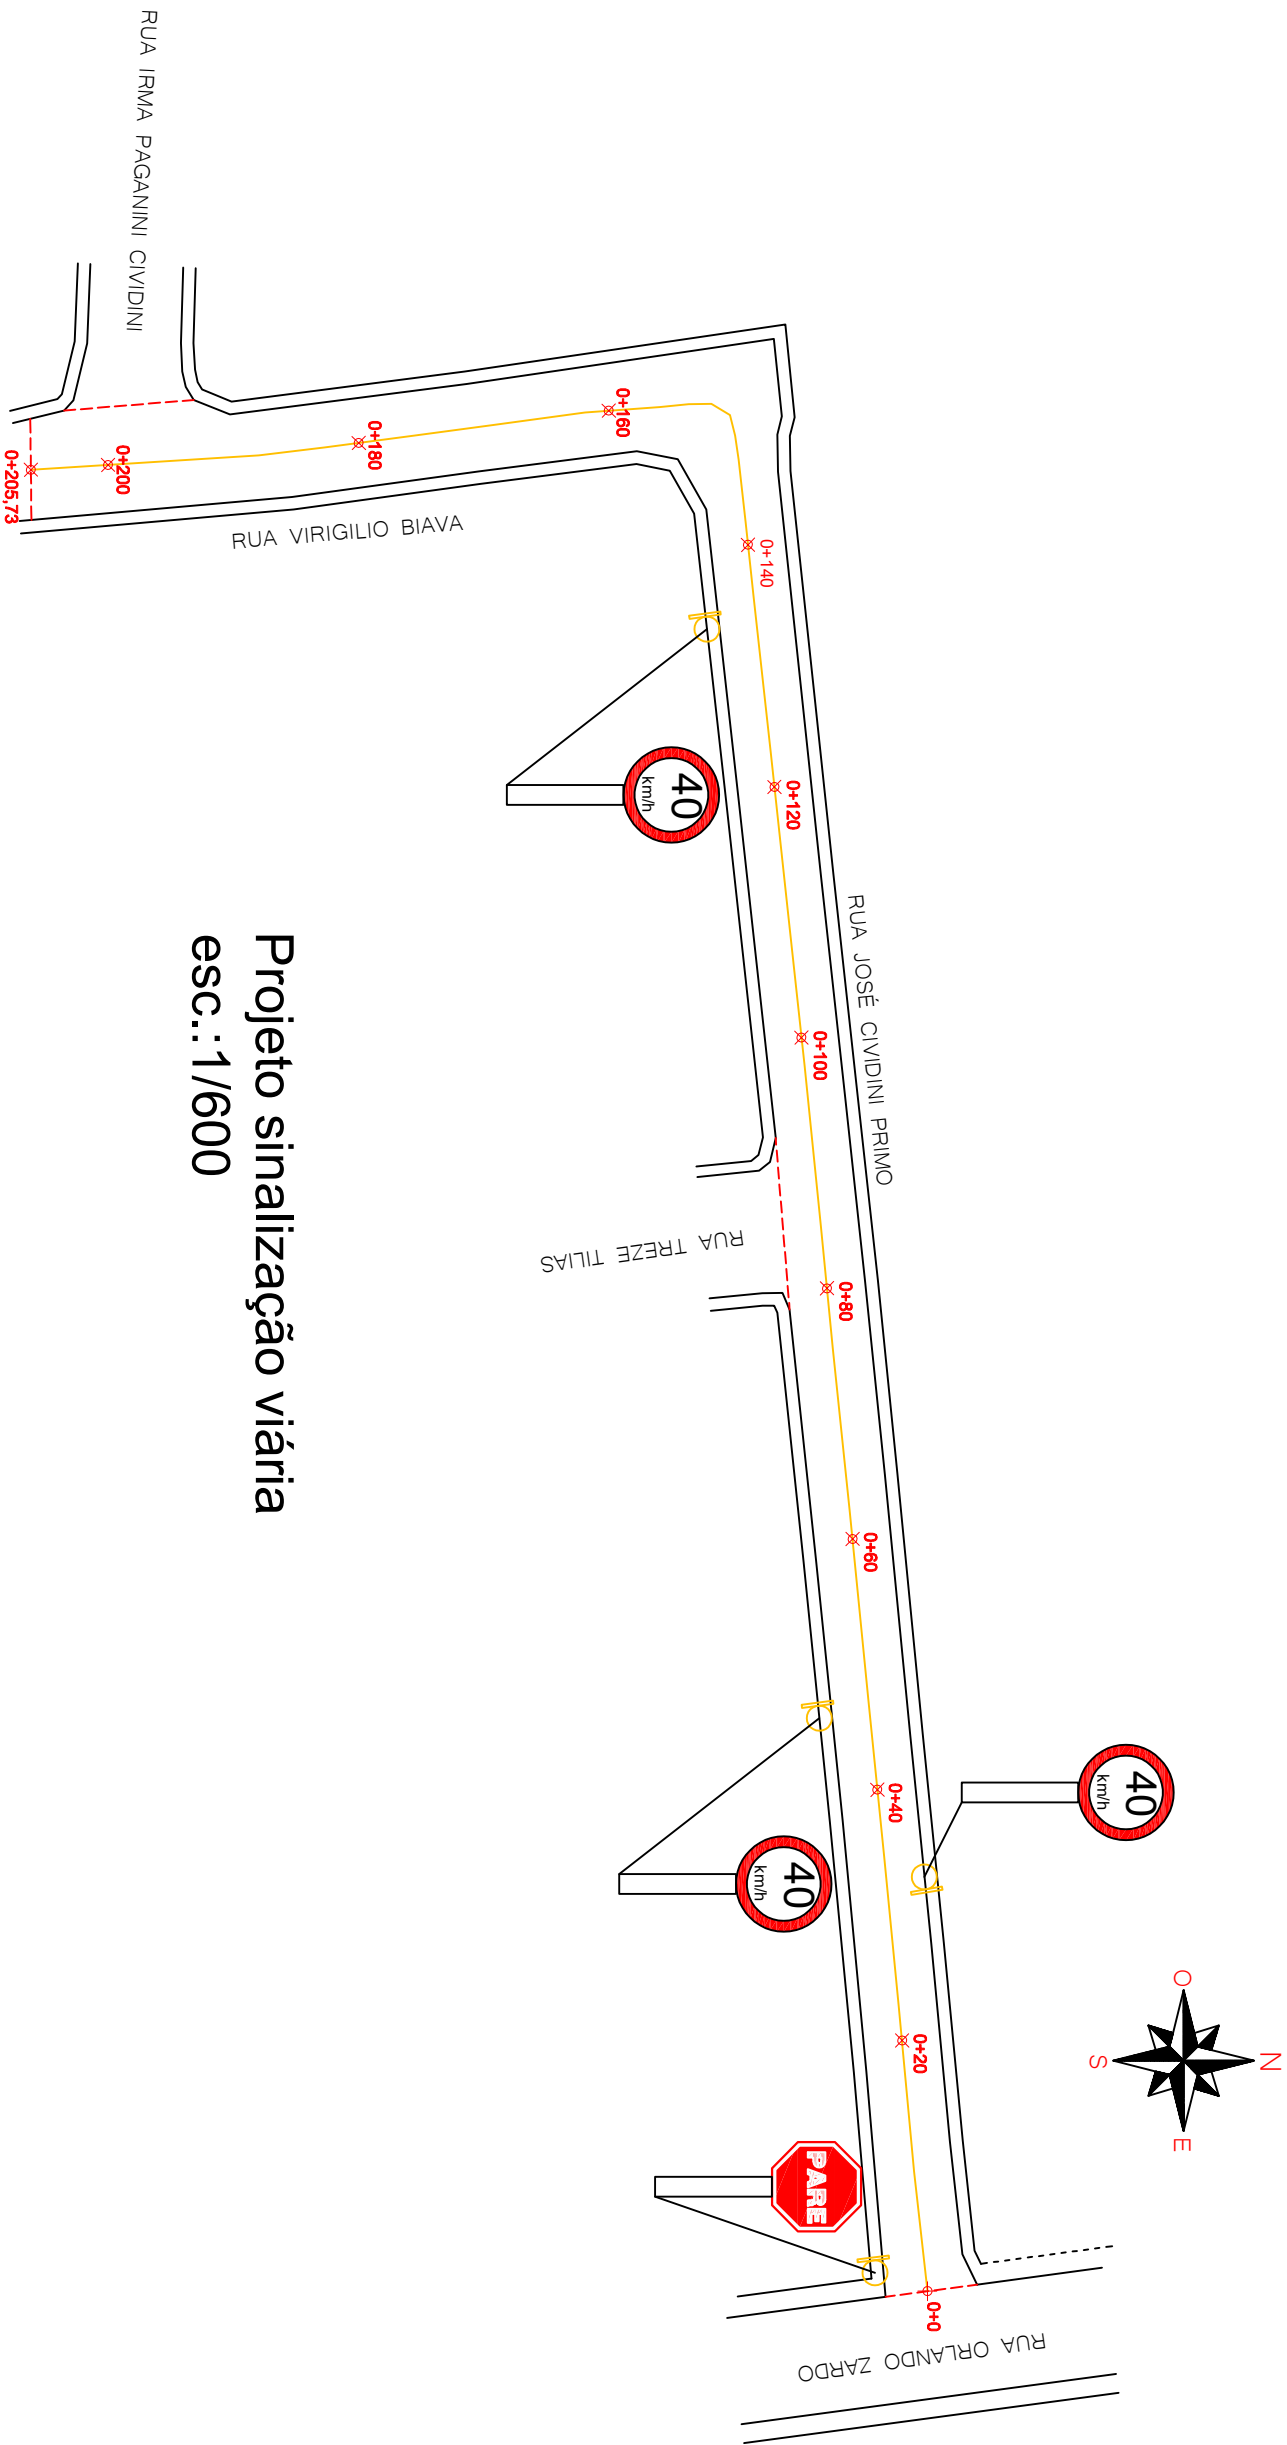 RUA IRMA PAGANINI CIVIDINI
0+205,73
0+200
0+180
0+160
RUA VIRIGILIO BIAVA
0+140
40
km/h
0+120
RUA JOSÉ CIVIDINI PRIMO
0+100
RUA TREZE TILIAS
0+80
0+60
0+40
40
km/h
40
km/h
0+20
PARE
0+0
RUA ORLANDO ZARDO
N
O
E
S
Projeto sinalização viária
esc.:1/600